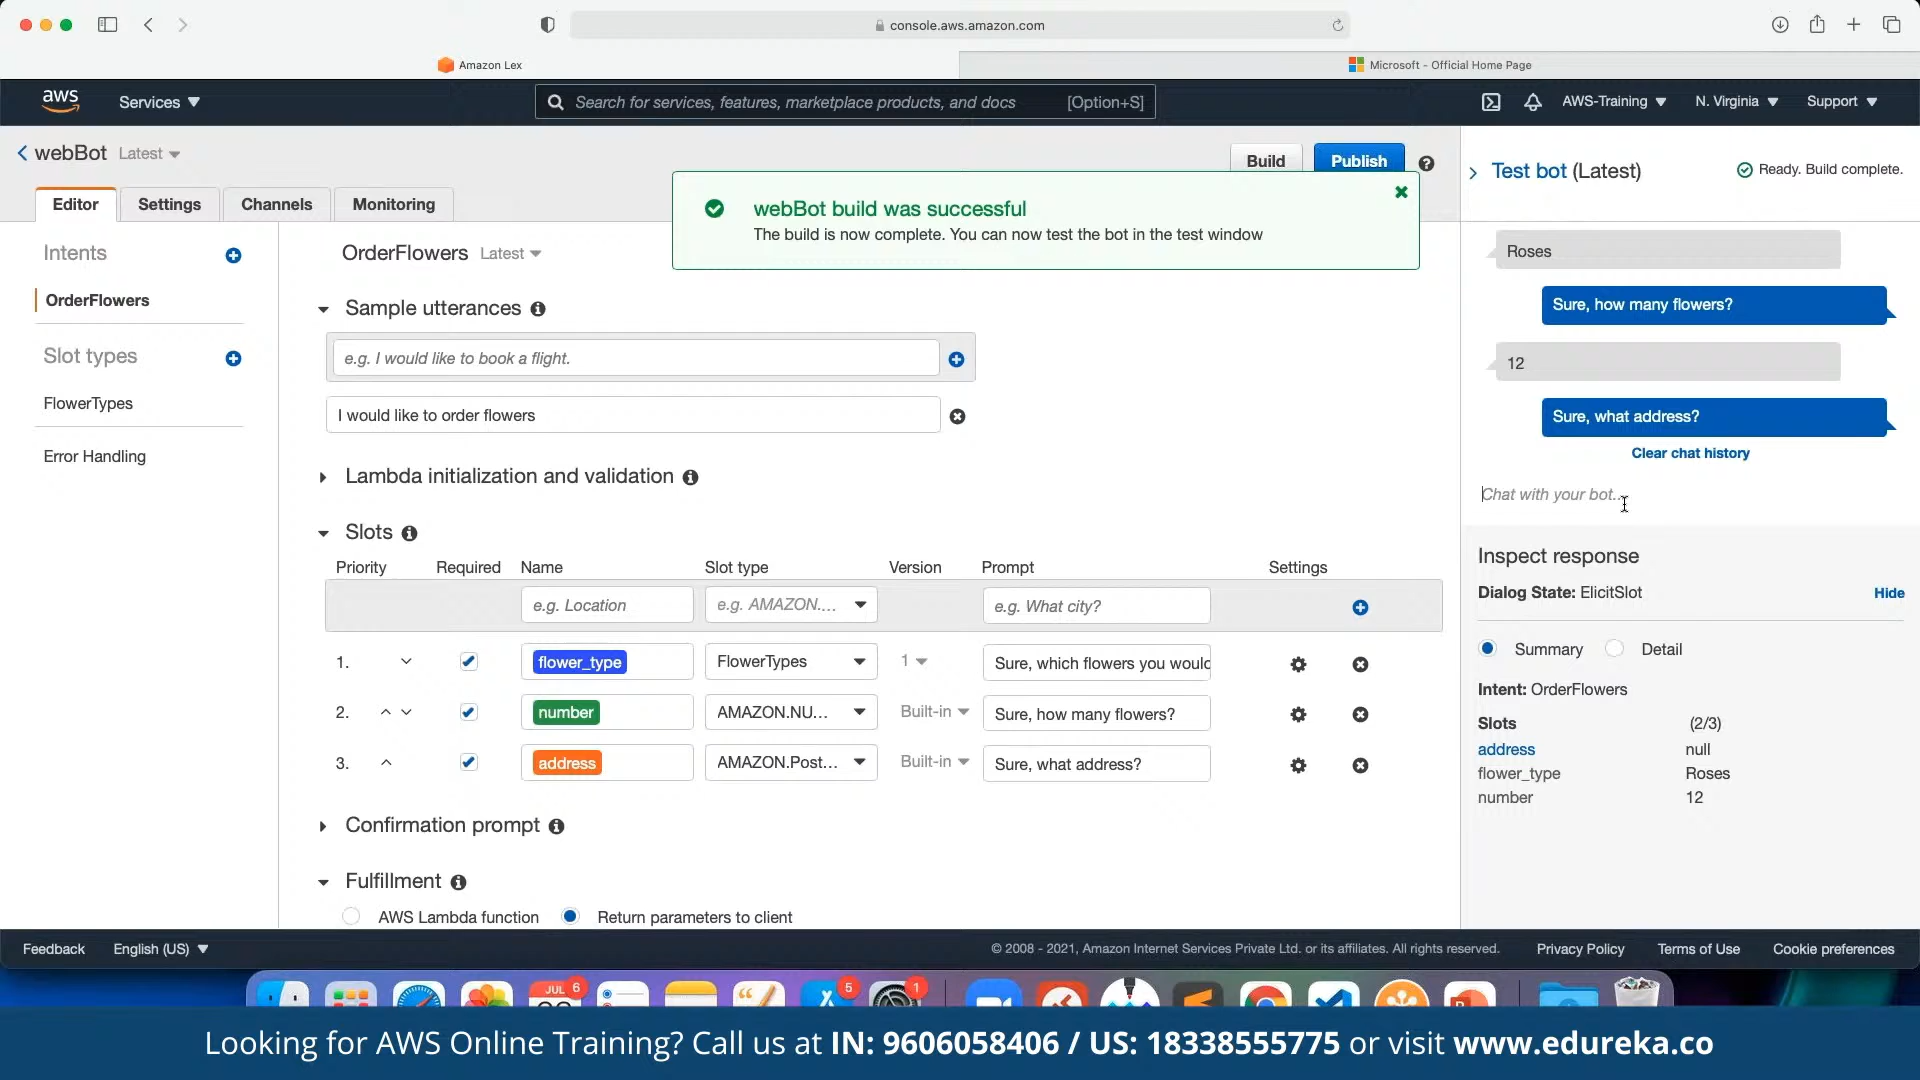 console.aws.amazon.com
Amazon Lex
Microsoft - Official Home Page
aws
Services
Search for services, features, marketplace products, and docs [Option+S]
AWS-Training
N. Virginia
Support
webBot Latest
Build
Publish
Editor
Settings
Channels
Monitoring
webBot build was successful
The build is now complete. You can now test the bot in the test window
Intents
OrderFlowers
Slot types
FlowerTypes
Error Handling
OrderFlowers Latest
Sample utterances
e.g. I would like to book a flight.
I would like to order flowers
Lambda initialization and validation
Slots
Priority Required Name Slot type Version Prompt Settings
e.g. Location e.g. AMAZON.... e.g. What city?
1. flower_type FlowerTypes 1 Sure, which flowers you would
2. number AMAZON.NU... Built-in Sure, how many flowers?
3. address AMAZON.Post... Built-in Sure, what address?
Confirmation prompt
Fulfillment
AWS Lambda function Return parameters to client
Test bot (Latest)
Ready. Build complete.
Roses
Sure, how many flowers?
12
Sure, what address?
Clear chat history
Chat with your bot...
Inspect response
Dialog State: ElicitSlot
Hide
Summary Detail
Intent: OrderFlowers
Slots (2/3)
address null
flower_type Roses
number 12
Feedback
English (US)
© 2008 - 2021, Amazon Internet Services Private Ltd. or its affiliates. All rights reserved.
Privacy Policy
Terms of Use
Cookie preferences
JUL 6
5
1
Looking for AWS Online Training? Call us at IN: 9606058406 / US: 18338555775 or visit www.edureka.co